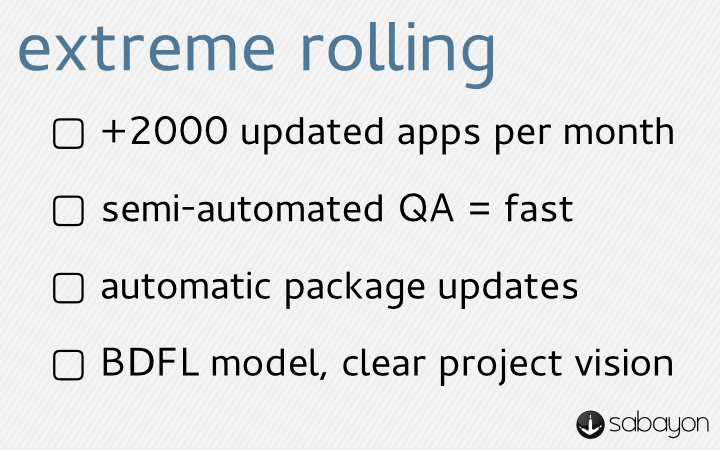 extreme rolling
+2000 updated apps per month
semi-automated QA = fast
automatic package updates
BDFL model, clear project vision
sabayon